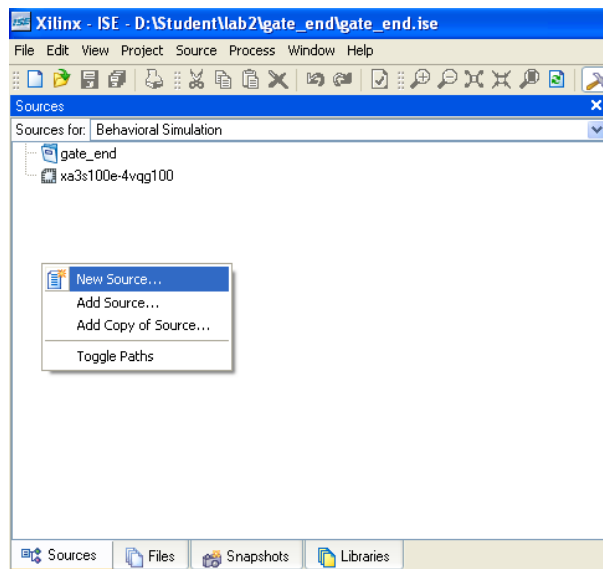 ISE Xilinx - ISE - D:\Student\lab2\gate_end\gate_end.ise
File Edit View Project Source Process Window Help
Sources
Sources for: Behavioral Simulation
gate_end
xa3s100e-4vqg100
New Source...
Add Source...
Add Copy of Source...
Toggle Paths
Sources Files Snapshots Libraries